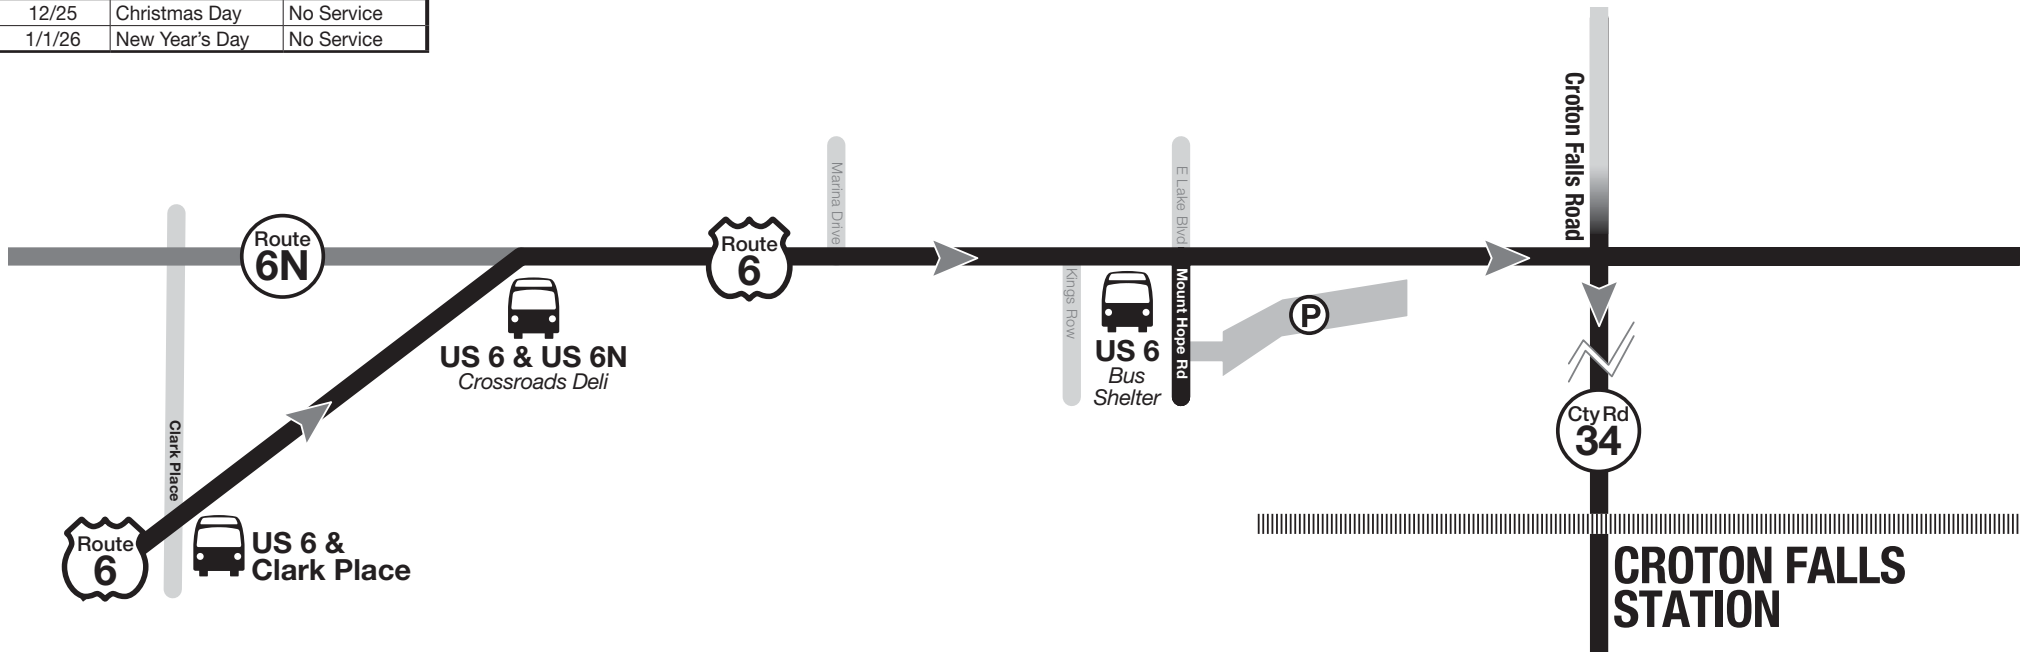 12/25 Christmas Day No Service
1/1/26 New Year’s Day No Service
Croton Falls Road
Marina Drive
E Lake Blvd
Route
6N
Route
6
Kings Row
Mount Hope Rd
P
US 6 & US 6N
Crossroads Deli
US 6
Bus
Shelter
Clark Place
Cty Rd
34
Route
6
US 6 &
Clark Place
CROTON FALLS
STATION